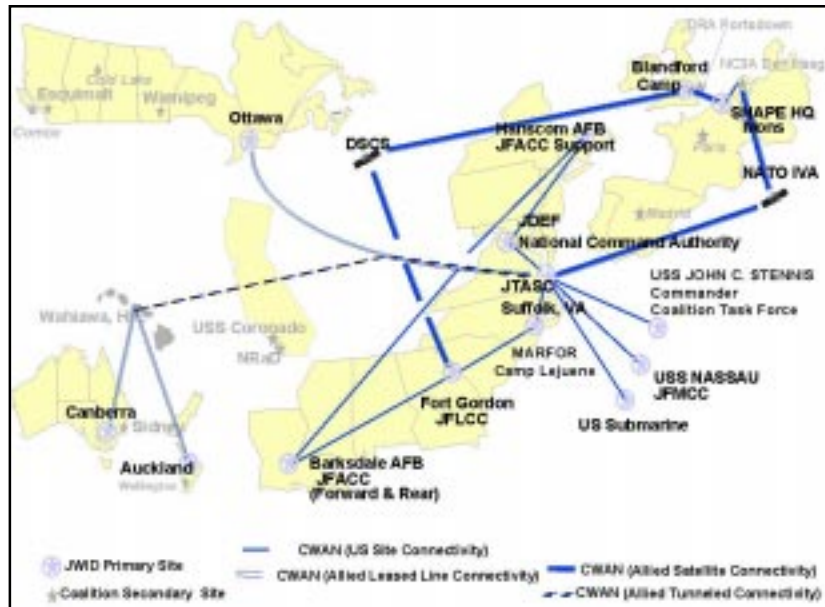 DRA Portsdown
NCIA Den Haag
Blandford
Camp
SHAPE HQ
Mons
Cold Lake
Esquimalt
Winnipeg
Comox
Ottawa
DSCS
Hanscom AFB
JFACC Support
Paris
NATO IVA
Madrid
JDEF
National Command Authority
JTASC
Suffolk, VA
USS JOHN C. STENNIS
Commander
Coalition Task Force
Wahiawa, HI
USS Coronado
NRaD
MARFOR
Camp Lejuene
USS NASSAU
JFMCC
Fort Gordon
JFLCC
US Submarine
Canberra
Sidney
Auckland
Wellington
Barksdale AFB
JFACC
(Forward & Rear)
JWID Primary Site
Coalition Secondary Site
CWAN (US Site Connectivity)
CWAN (Allied Leased Line Connectivity)
CWAN (Allied Satellite Connectivity)
CWAN (Allied Tunneled Connectivity)